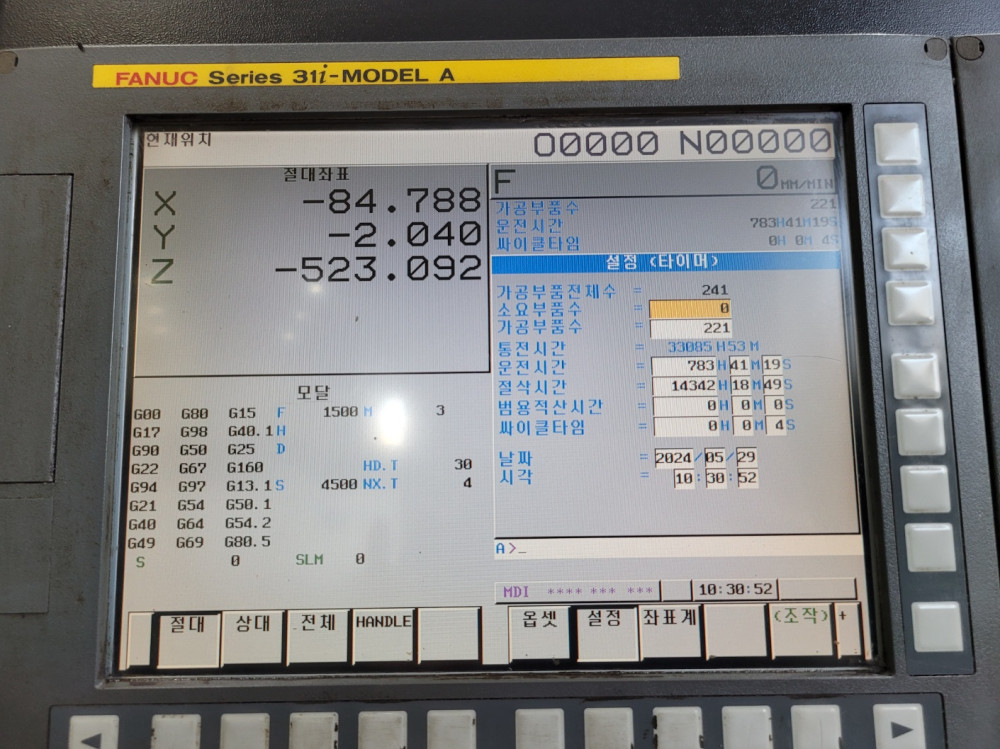 FANUC Series 31i-MODEL A
현재위치
O0000 N00000
절대좌표
X -84.788
Y -2.040
Z -523.092
F 0 MM/MIN
가공부품수 221
운전시간 783H41M19S
싸이클타임 0H 0M 4S
설정 (타이머)
가공부품전체수 = 241
소요부품수 = 0
가공부품수 = 221
통전시간 = 33085H53M
운전시간 = 783H41M19S
절삭시간 = 14342H18M49S
범용적산시간 = 0H 0M 0S
싸이클타임 = 0H 0M 4S
날짜 = 2024/05/29
시각 = 10:30:52
모달
G00 G80 G15 F 1500 M 3
G17 G98 G40.1 H
G90 G50 G25 D
G22 G67 G160 HD.T 30
G94 G97 G13.1 S 4500 NX.T 4
G21 G54 G50.1
G40 G64 G54.2
G49 G69 G80.5
S 0 SLM 0
A>_
MDI **** *** *** *** 10:30:52
절대 상대 전체 HANDLE 옵셋 설정 좌표계 (조작) +